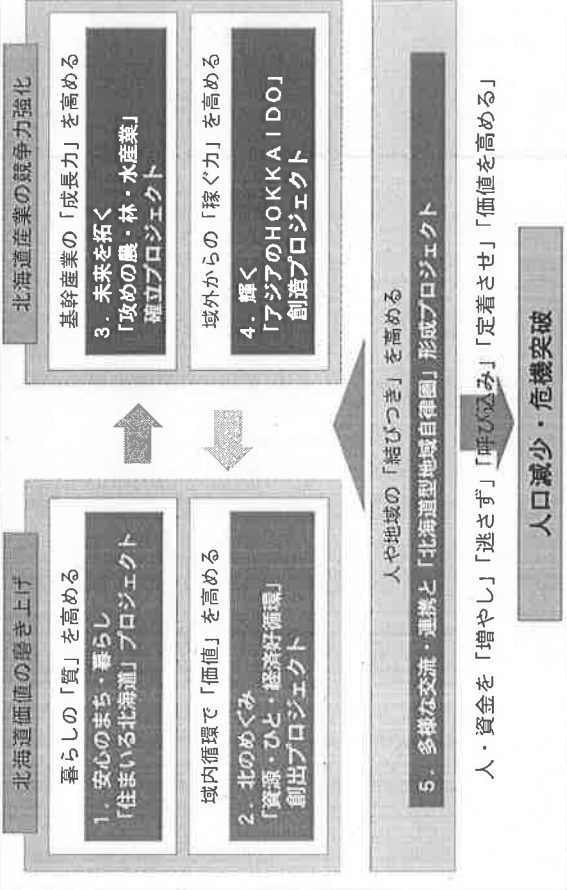 北海道価値の磨き上げ
暮らしの「質」を高める
1．安心のまち・暮らし
「住まいる北海道」プロジェクト
域内循環で「価値」を高める
2．北のめぐみ
「資源・ひと・経済好循環」
創出プロジェクト
北海道産業の競争力強化
基幹産業の「成長力」を高める
3．未来を拓く
「攻めの農・林・水産業」
確立プロジェクト
域外からの「稼ぐ力」を高める
4．輝く
「アジアのHOKKAIDO」
創造プロジェクト
人や地域の「結びつき」を高める
5．多様な交流・連携と「北海道型地域自律圏」形成プロジェクト
人・資金を「増やし」「逃さず」「呼び込み」「定着させ」「価値を高める」
人口減少・危機突破